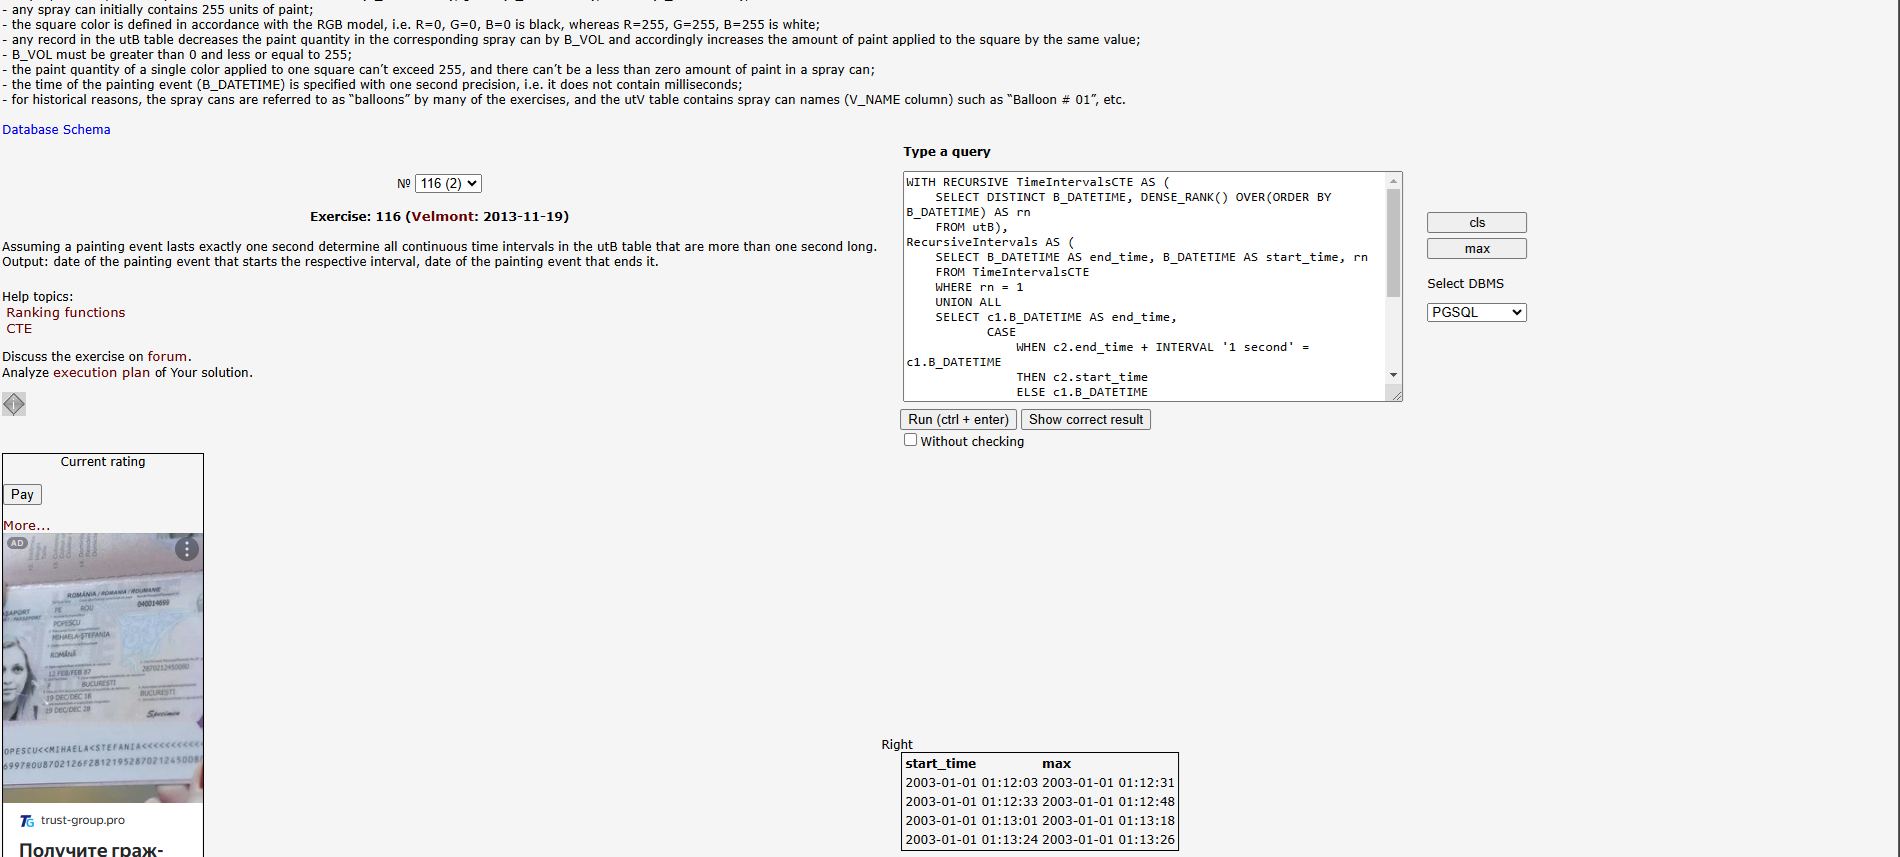 - any spray can initially contains 255 units of paint;
- the square color is defined in accordance with the RGB model, i.e. R=0, G=0, B=0 is black, whereas R=255, G=255, B=255 is white;
- any record in the utB table decreases the paint quantity in the corresponding spray can by B_VOL and accordingly increases the amount of paint applied to the square by the same value;
- B_VOL must be greater than 0 and less or equal to 255;
- the paint quantity of a single color applied to one square can’t exceed 255, and there can’t be a less than zero amount of paint in a spray can;
- the time of the painting event (B_DATETIME) is specified with one second precision, i.e. it does not contain milliseconds;
- for historical reasons, the spray cans are referred to as “balloons” by many of the exercises, and the utV table contains spray can names (V_NAME column) such as “Balloon # 01”, etc.
Database Schema
№ 116 (2)
Exercise: 116 (Velmont: 2013-11-19)
Assuming a painting event lasts exactly one second determine all continuous time intervals in the utB table that are more than one second long.
Output: date of the painting event that starts the respective interval, date of the painting event that ends it.
Help topics:
Ranking functions
CTE
Discuss the exercise on forum.
Analyze execution plan of Your solution.
Type a query
WITH RECURSIVE TimeIntervalsCTE AS (
SELECT DISTINCT B_DATETIME, DENSE_RANK() OVER(ORDER BY
B_DATETIME) AS rn
FROM utB),
RecursiveIntervals AS (
SELECT B_DATETIME AS end_time, B_DATETIME AS start_time, rn
FROM TimeIntervalsCTE
WHERE rn = 1
UNION ALL
SELECT c1.B_DATETIME AS end_time,
CASE
WHEN c2.end_time + INTERVAL '1 second' =
c1.B_DATETIME
THEN c2.start_time
ELSE c1.B_DATETIME
cls
max
Select DBMS
PGSQL
Run (ctrl + enter)
Show correct result
Without checking
Current rating
Pay
More...
AD
ROMÂNIA / ROMANIA / ROUMANIE
PE ROU 040014699
POPESCU
MIHAELA-ȘTEFANIA
ROMÂNĂ
12 FEB/FEB 87
2870212450080
F BUCUREȘTI
19 DEC/DEC 18 BUCUREȘTI
19 DEC/DEC 28
Specimen
OPESCU<<MIHAELA<STEFANIA<<<<<<<<<<<
trust-group.pro
Получите граж-
Right
start_time max
2003-01-01 01:12:03 2003-01-01 01:12:31
2003-01-01 01:12:33 2003-01-01 01:12:48
2003-01-01 01:13:01 2003-01-01 01:13:18
2003-01-01 01:13:24 2003-01-01 01:13:26